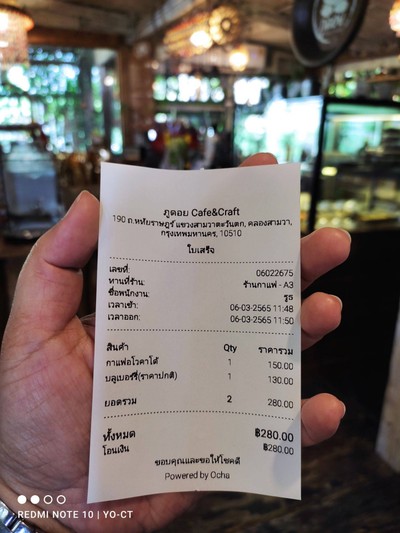 ภูดอย Cafe&Craft
190 ถ.หทัยราษฎร์ แขวงสามวาตะวันตก, คลองสามวา,
กรุงเทพมหานคร, 10510
ใบเสร็จ
เลขที่: 06022675
ทานที่ร้าน: ร้านกาแฟ - A3
ชื่อพนักงาน:
เวลาเข้า: 06-03-2565 11:48
เวลาออก: 06-03-2565 11:50
สินค้า Qty ราคารวม
กาแฟอโวคาโด้ 1 150.00
บลูเบอร์รี่(ราคาปกติ) 1 130.00
ยอดรวม 2 280.00
ทั้งหมด ฿280.00
โอนเงิน ฿280.00
ขอบคุณและขอให้โชคดี
Powered by Ocha
REDMI NOTE 10 | YO-CT